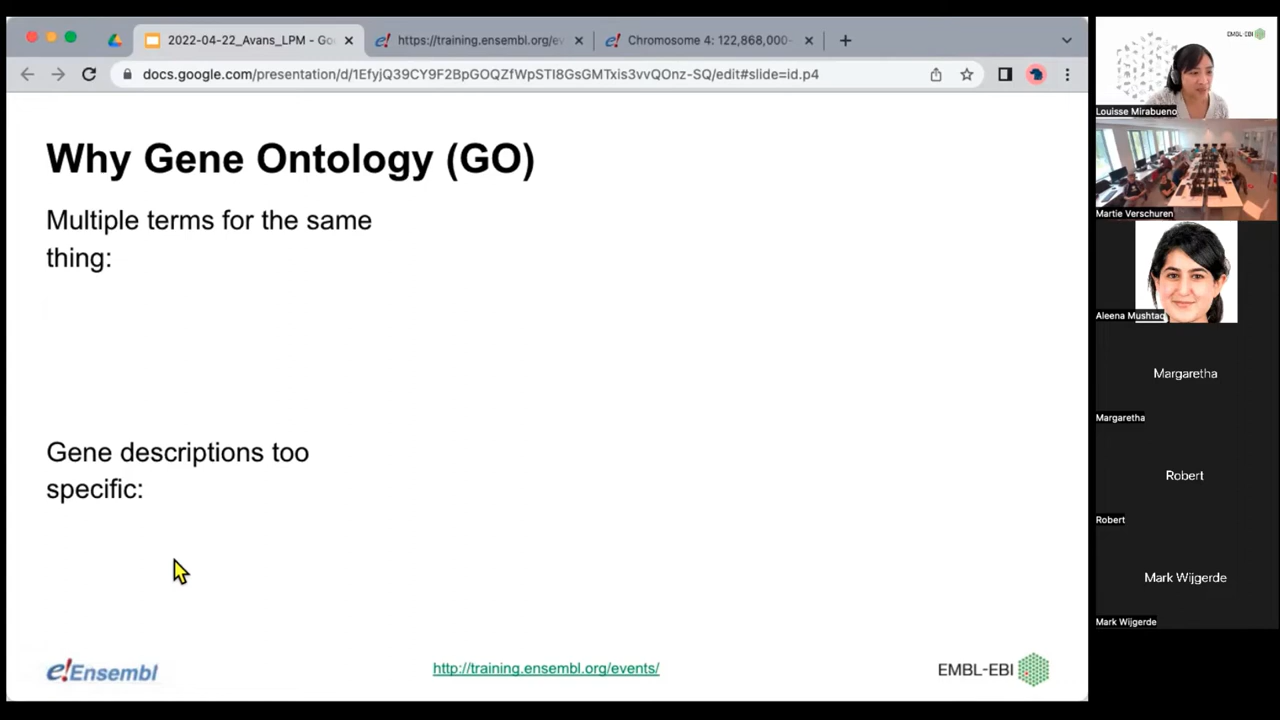 2022-04-22_Avans_LPM - Go
https://training.ensembl.org/ev
Chromosome 4: 122,868,000-
docs.google.com/presentation/d/1EfyjQ39CY9F2BpGOQZfWpSTI8GsGMTxis3vvQOnz-SQ/edit#slide=id.p4
Why Gene Ontology (GO)
Multiple terms for the same
thing:
Gene descriptions too
specific:
e!Ensembl
http://training.ensembl.org/events/
EMBL-EBI
EMBL-EBI
Louisse Mirabueno
Martie Verschuren
Aleena Mushtaq
Margaretha
Margaretha
Robert
Robert
Mark Wijgerde
Mark Wijgerde